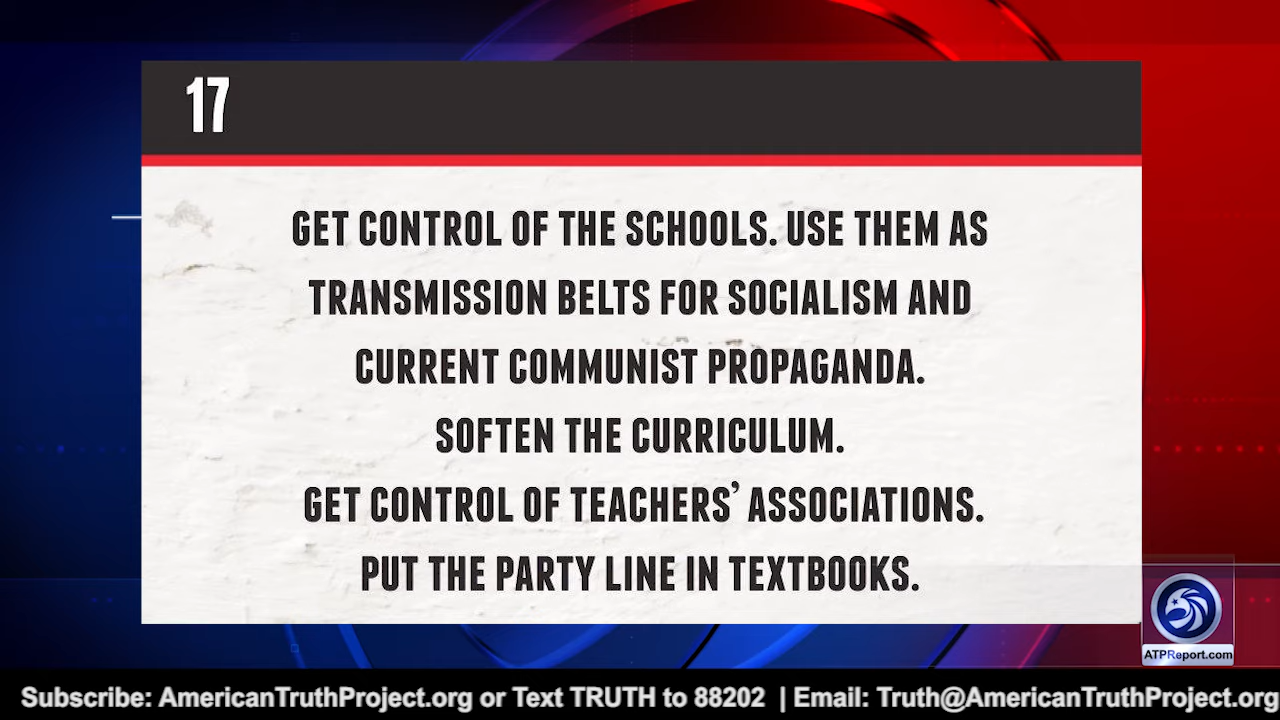 17
GET CONTROL OF THE SCHOOLS. USE THEM AS
TRANSMISSION BELTS FOR SOCIALISM AND
CURRENT COMMUNIST PROPAGANDA.
SOFTEN THE CURRICULUM.
GET CONTROL OF TEACHERS’ ASSOCIATIONS.
PUT THE PARTY LINE IN TEXTBOOKS.
ATPReport.com
Subscribe: AmericanTruthProject.org or Text TRUTH to 88202 | Email: Truth@AmericanTruthProject.org